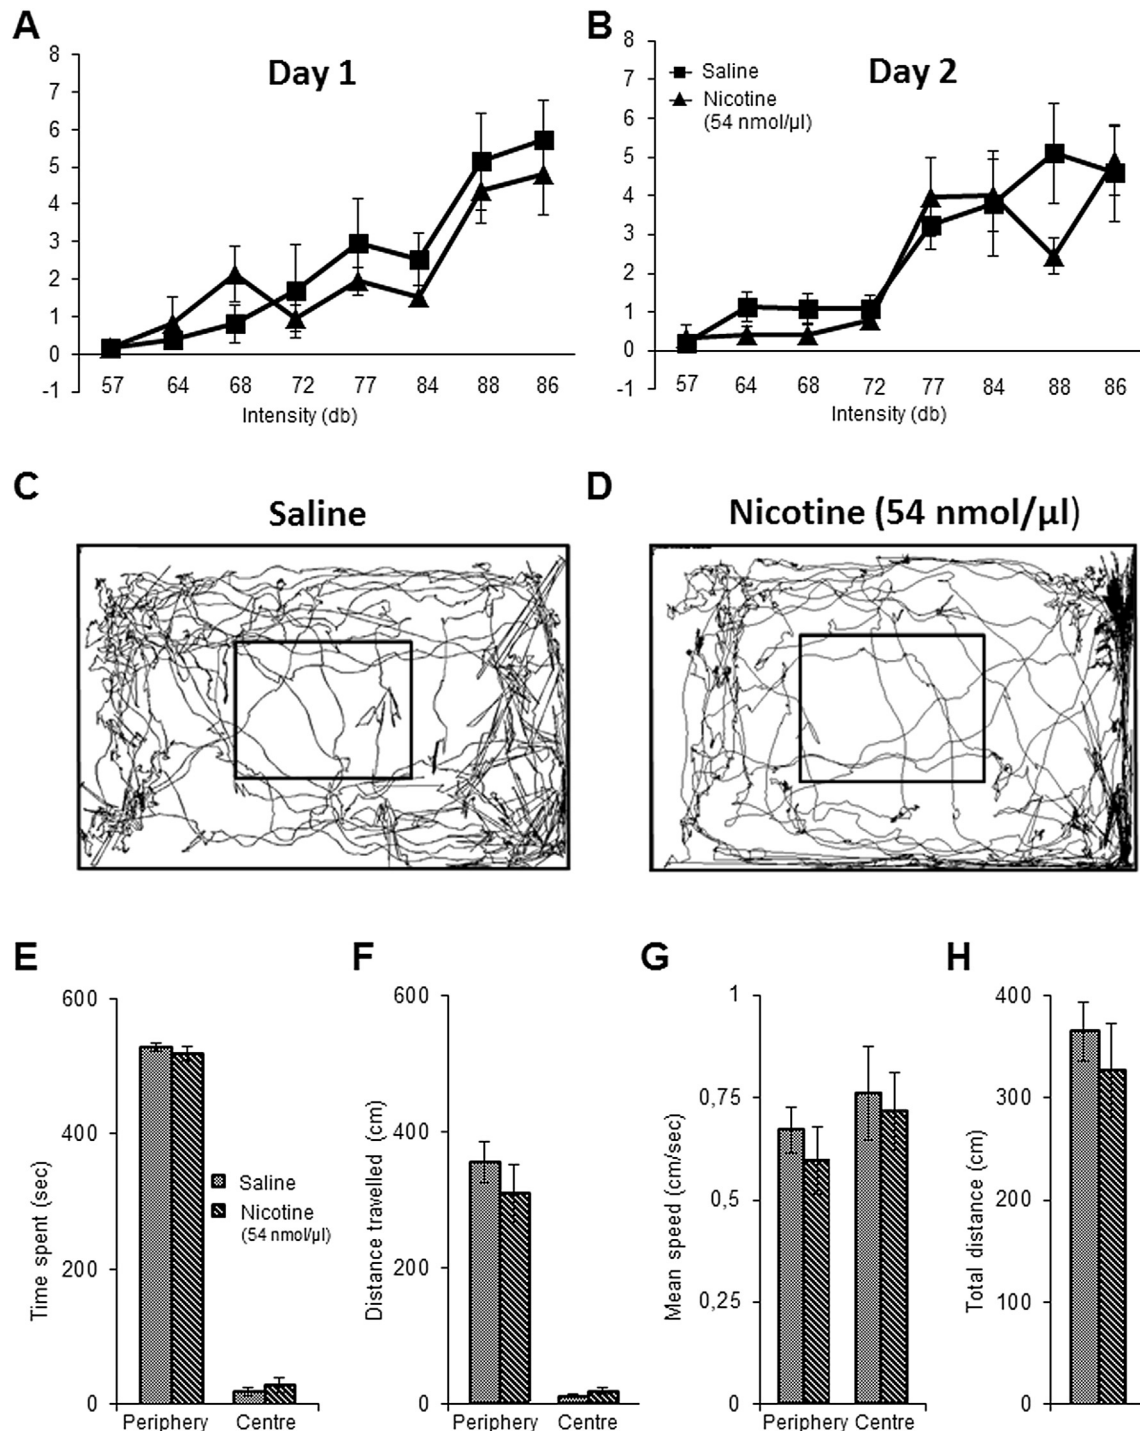 A
Day 1
8
7
6
5
4
3
2
1
0
-1
57 64 68 72 77 84 88 86
Intensity (db)
B
Day 2
Saline
Nicotine
(54 nmol/µl)
8
7
6
5
4
3
2
1
0
-1
57 64 68 72 77 84 88 86
Intensity (db)
C
Saline
D
Nicotine (54 nmol/µl)
E
Time spent (sec)
600
400
200
0
Periphery Centre
Saline
Nicotine
(54 nmol/µl)
F
Distance travelled (cm)
600
400
200
0
Periphery Centre
G
Mean speed (cm/sec)
1
0,75
0,5
0,25
0
Periphery Centre
H
Total distance (cm)
400
300
200
100
0